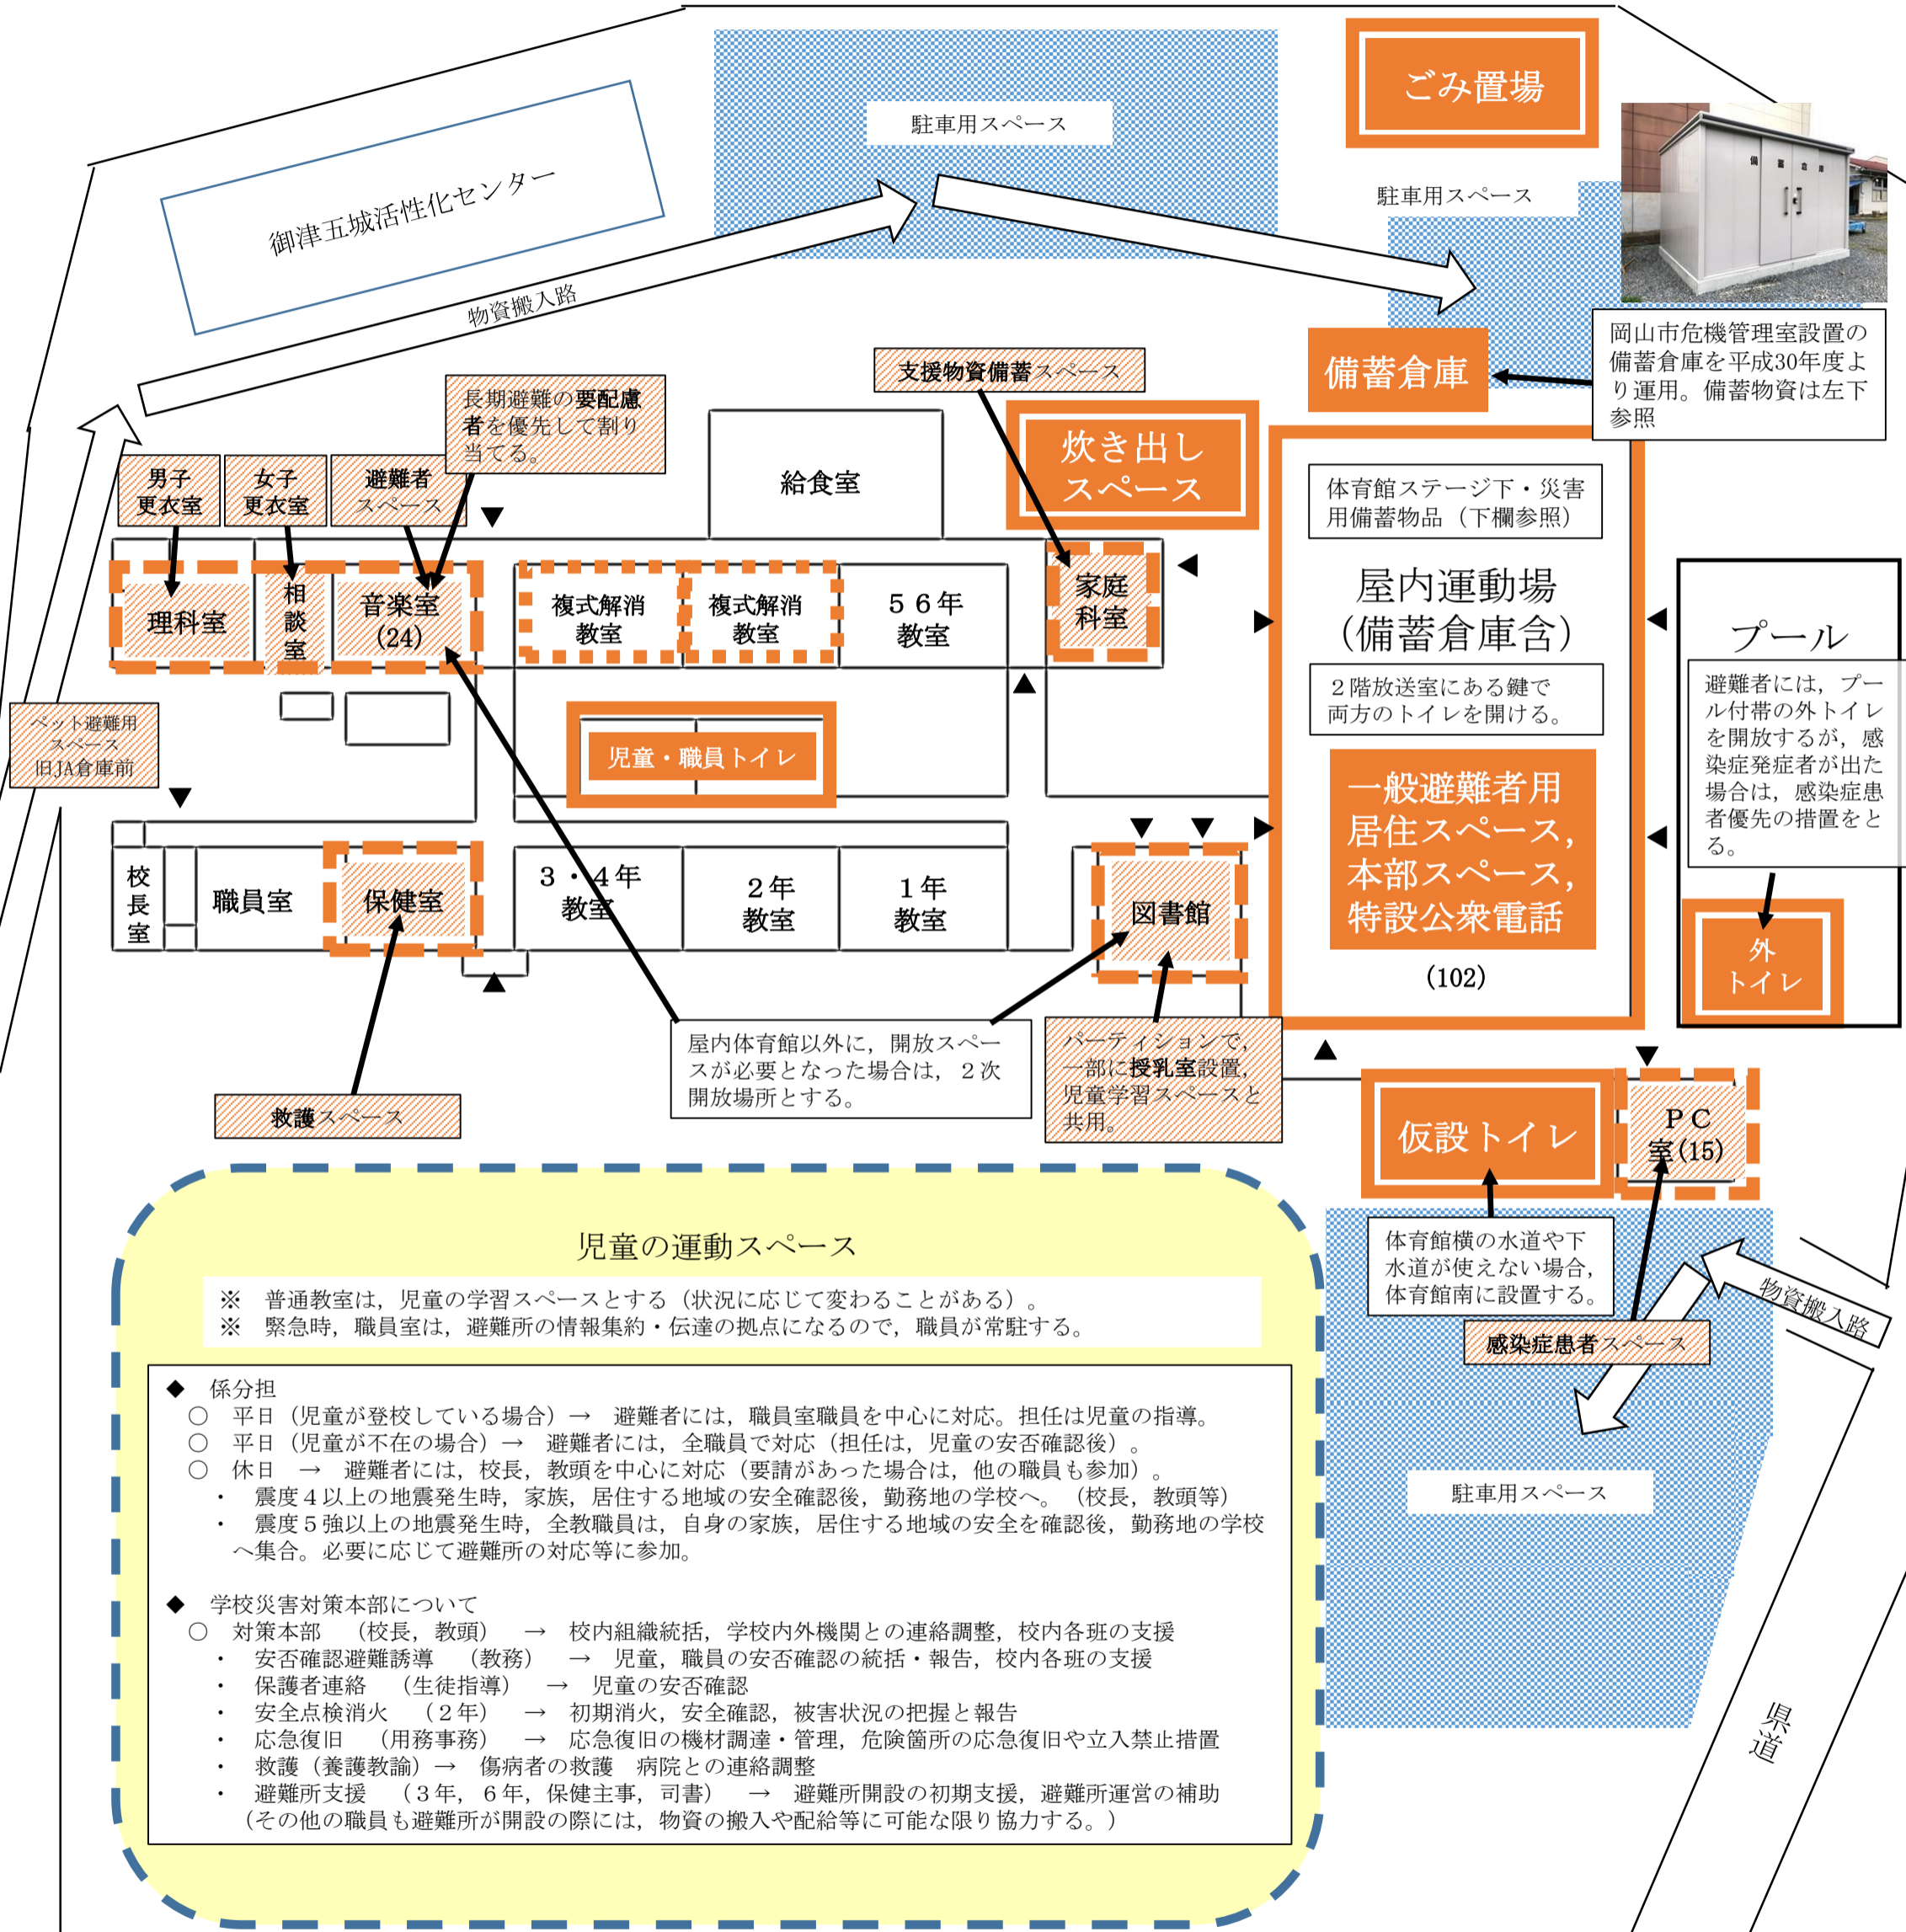 ごみ置場
駐車用スペース
備蓄倉庫
駐車用スペース
御津五城活性化センター
物資搬入路
岡山市危機管理室設置の
備蓄倉庫を平成30年度よ
り運用。備蓄物資は左下
参照
備蓄倉庫
支援物資備蓄スペース
長期避難の要配慮
者を優先して割り
当てる。
炊き出し
スペース
男子
更衣室
女子
更衣室
避難者
スペース
給食室
体育館ステージ下・災害
用備蓄物品（下欄参照）
理科室
相
談
室
音楽室
(24)
複式解消
教室
複式解消
教室
５６年
教室
家庭
科室
屋内運動場
（備蓄倉庫含）
２階放送室にある鍵で
両方のトイレを開ける。
プール
避難者には，プー
ル付帯の外トイレ
を開放するが，感
染症発症者が出た
場合は，感染症患
者優先の措置をと
る。
ペット避難用
スペース
旧JA倉庫前
児童・職員トイレ
一般避難者用
居住スペース，
本部スペース，
特設公衆電話
(102)
校
長
室
職員室
保健室
３・４年
教室
２年
教室
１年
教室
図書館
外
トイレ
屋内体育館以外に，開放スペー
スが必要となった場合は，２次
開放場所とする。
パーティションで，
一部に授乳室設置，
児童学習スペースと
共用。
救護スペース
仮設トイレ
ＰＣ
室(15)
体育館横の水道や下
水道が使えない場合，
体育館南に設置する。
物資搬入路
感染症患者スペース
駐車用スペース
県道
児童の運動スペース
※　普通教室は，児童の学習スペースとする（状況に応じて変わることがある）。
※　緊急時，職員室は，避難所の情報集約・伝達の拠点になるので，職員が常駐する。
◆　係分担
○　平日（児童が登校している場合）→　避難者には，職員室職員を中心に対応。担任は児童の指導。
○　平日（児童が不在の場合）→　避難者には，全職員で対応（担任は，児童の安否確認後）。
○　休日　→　避難者には，校長，教頭を中心に対応（要請があった場合は，他の職員も参加）。
・　震度４以上の地震発生時，家族，居住する地域の安全確認後，勤務地の学校へ。（校長，教頭等）
・　震度５強以上の地震発生時，全教職員は，自身の家族，居住する地域の安全を確認後，勤務地の学校
へ集合。必要に応じて避難所の対応等に参加。
◆　学校災害対策本部について
○　対策本部　（校長，教頭）　→　校内組織統括，学校内外機関との連絡調整，校内各班の支援
・　安否確認避難誘導　（教務）　→　児童，職員の安否確認の統括・報告，校内各班の支援
・　保護者連絡　（生徒指導）　→　児童の安否確認
・　安全点検消火　（２年）　→　初期消火，安全確認，被害状況の把握と報告
・　応急復旧　（用務事務）　→　応急復旧の機材調達・管理，危険箇所の応急復旧や立入禁止措置
・　救護（養護教諭）→　傷病者の救護　病院との連絡調整
・　避難所支援　（３年，６年，保健主事，司書）　→　避難所開設の初期支援，避難所運営の補助
（その他の職員も避難所が開設の際には，物資の搬入や配給等に可能な限り協力する。）